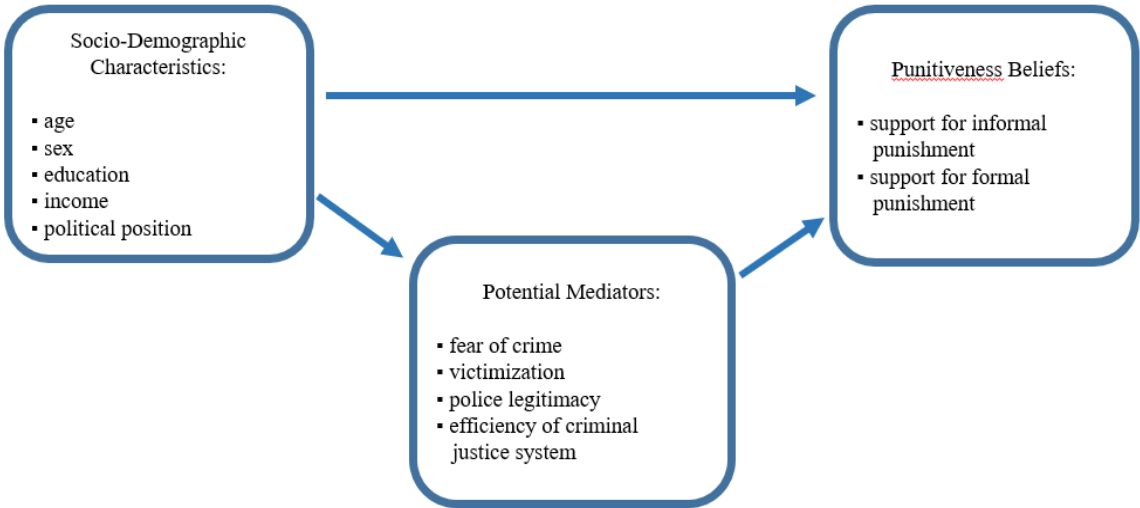 Socio-Demographic
Characteristics:
▪ age
▪ sex
▪ education
▪ income
▪ political position
Punitiveness Beliefs:
▪ support for informal
punishment
▪ support for formal
punishment
Potential Mediators:
▪ fear of crime
▪ victimization
▪ police legitimacy
▪ efficiency of criminal
justice system